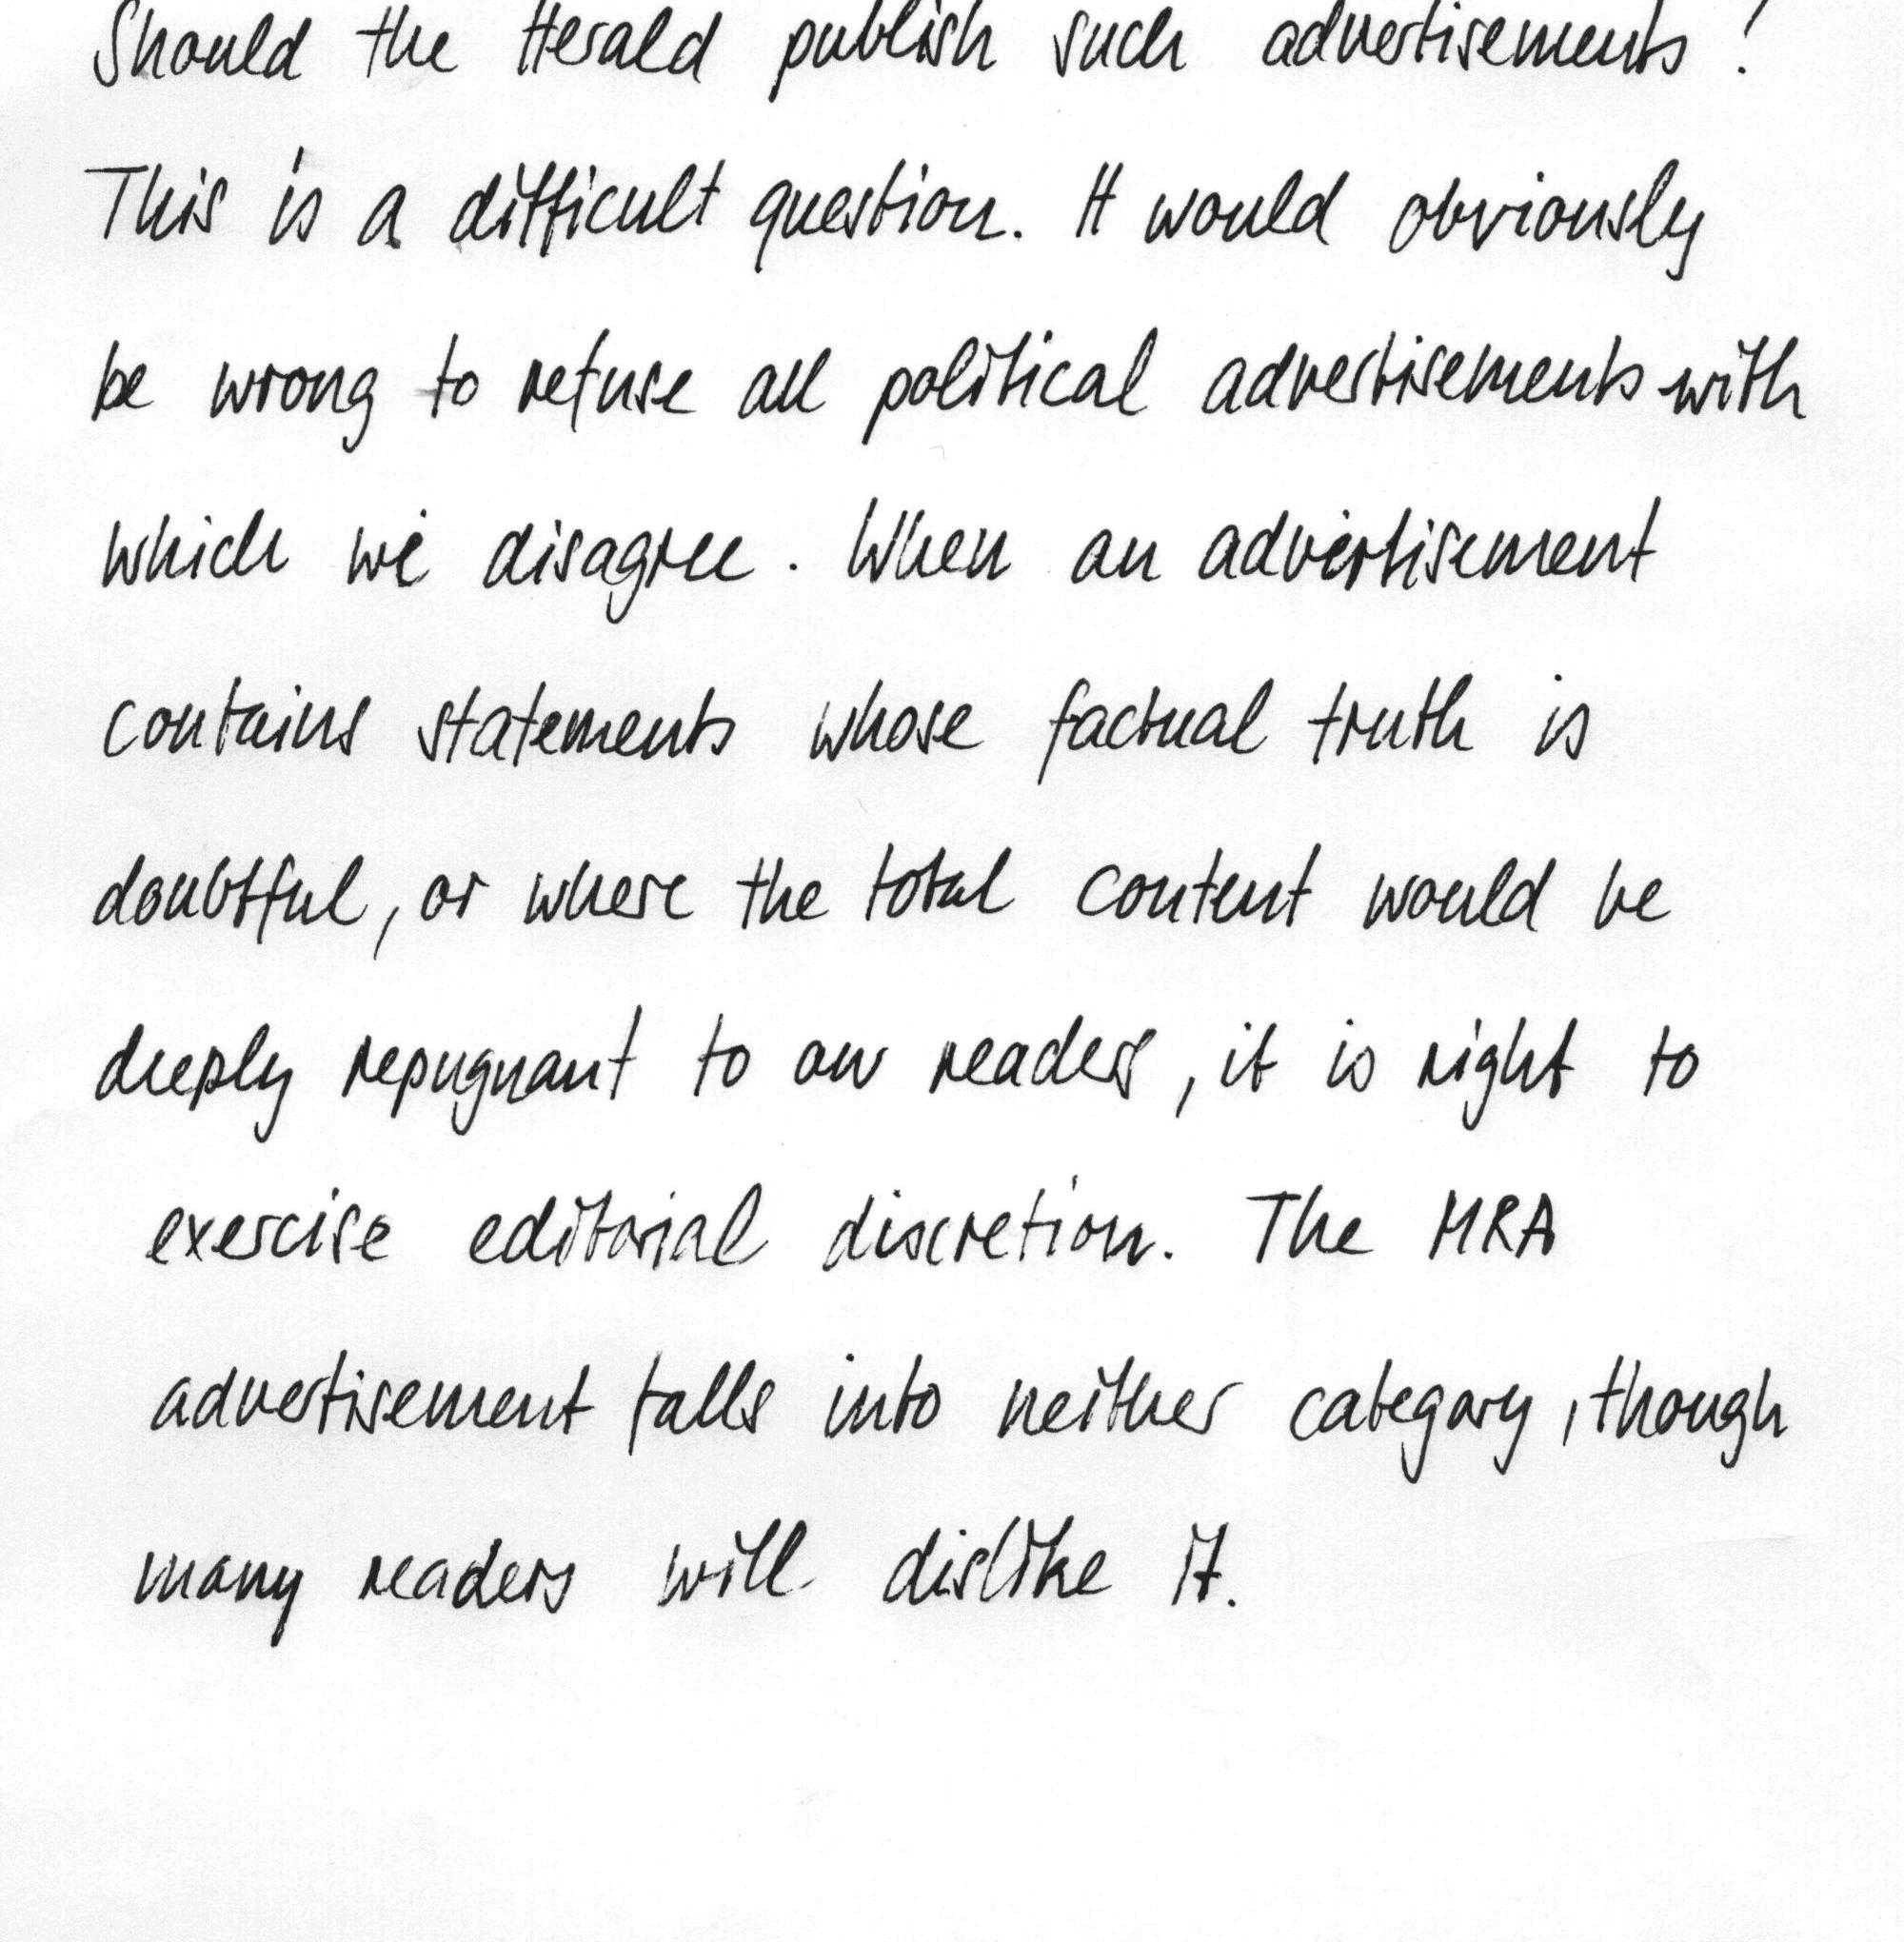 Should the Herald publish such advertisements?
This is a difficult question. It would obviously
be wrong to refuse all political advertisements with
which we disagree. When an advertisement
contains statements whose factual truth is
doubtful, or where the total content would be
deeply repugnant to our readers, it is right to
exercise editorial discretion. The MRA
advertisement falls into neither category, though
many readers will dislike it.